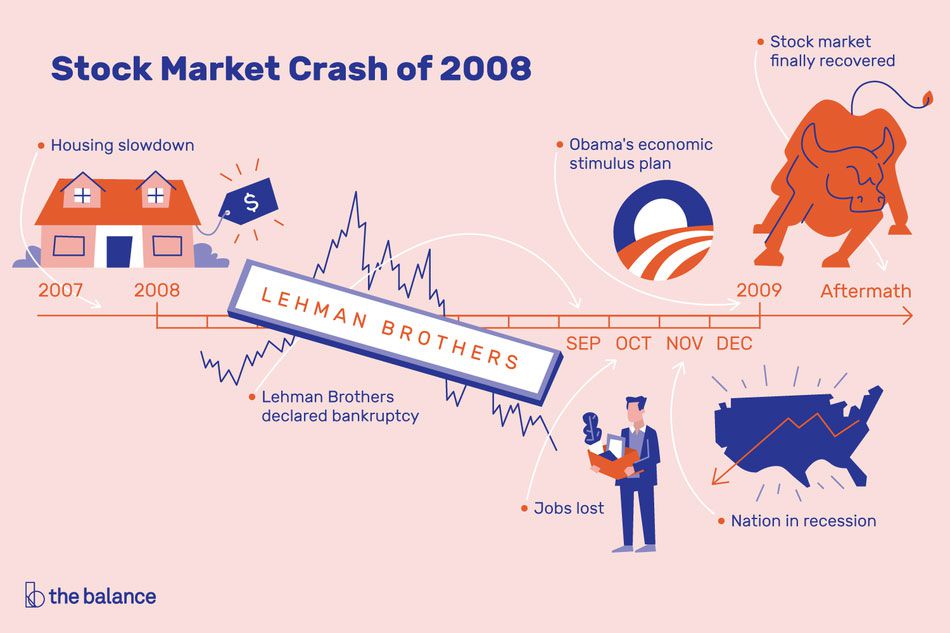 Stock Market Crash of 2008
Stock market
finally recovered
Housing slowdown
$
Obama's economic
stimulus plan
2007
2008
2009
Aftermath
LEHMAN BROTHERS
SEP
OCT
NOV
DEC
Lehman Brothers
declared bankruptcy
Jobs lost
Nation in recession
b the balance